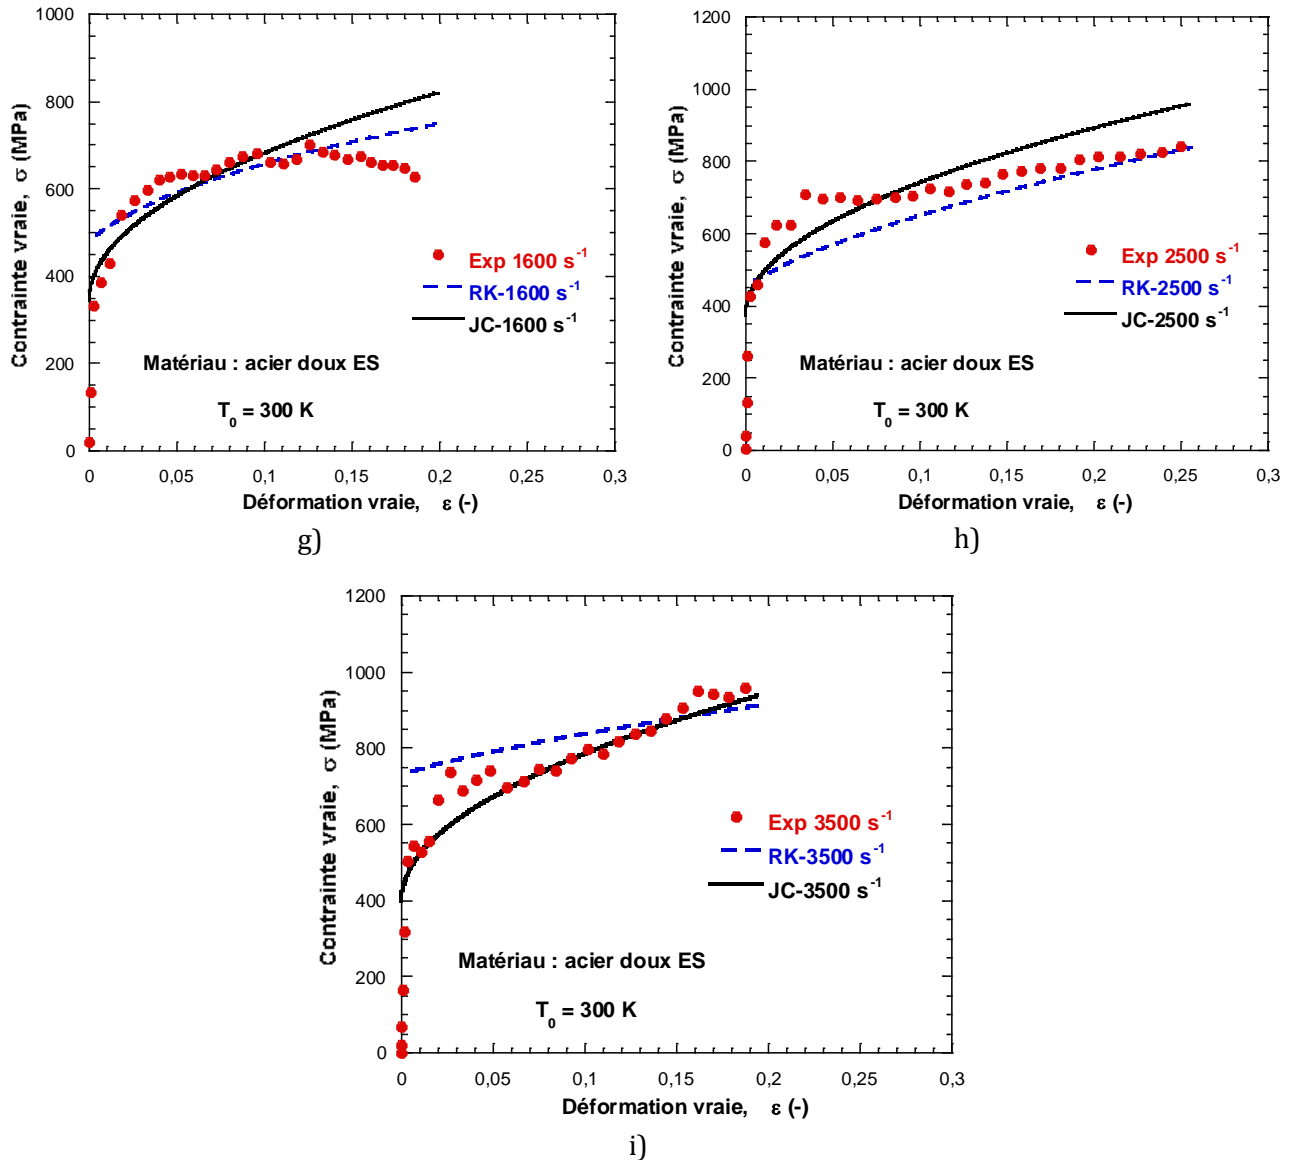 1000
800
600
400
200
0
Contrainte vraie, σ (MPa)
Exp 1600 s⁻¹
RK-1600 s⁻¹
JC-1600 s⁻¹
Matériau : acier doux ES
T₀ = 300 K
0 0,05 0,1 0,15 0,2 0,25 0,3
Déformation vraie, ε (-)
g)
1200
1000
800
600
400
200
0
Contrainte vraie, σ (MPa)
Exp 2500 s⁻¹
RK-2500 s⁻¹
JC-2500 s⁻¹
Matériau : acier doux ES
T₀ = 300 K
0 0,05 0,1 0,15 0,2 0,25 0,3
Déformation vraie, ε (-)
h)
1200
1000
800
600
400
200
0
Contrainte vraie, σ (MPa)
Exp 3500 s⁻¹
RK-3500 s⁻¹
JC-3500 s⁻¹
Matériau : acier doux ES
T₀ = 300 K
0 0,05 0,1 0,15 0,2 0,25 0,3
Déformation vraie, ε (-)
i)